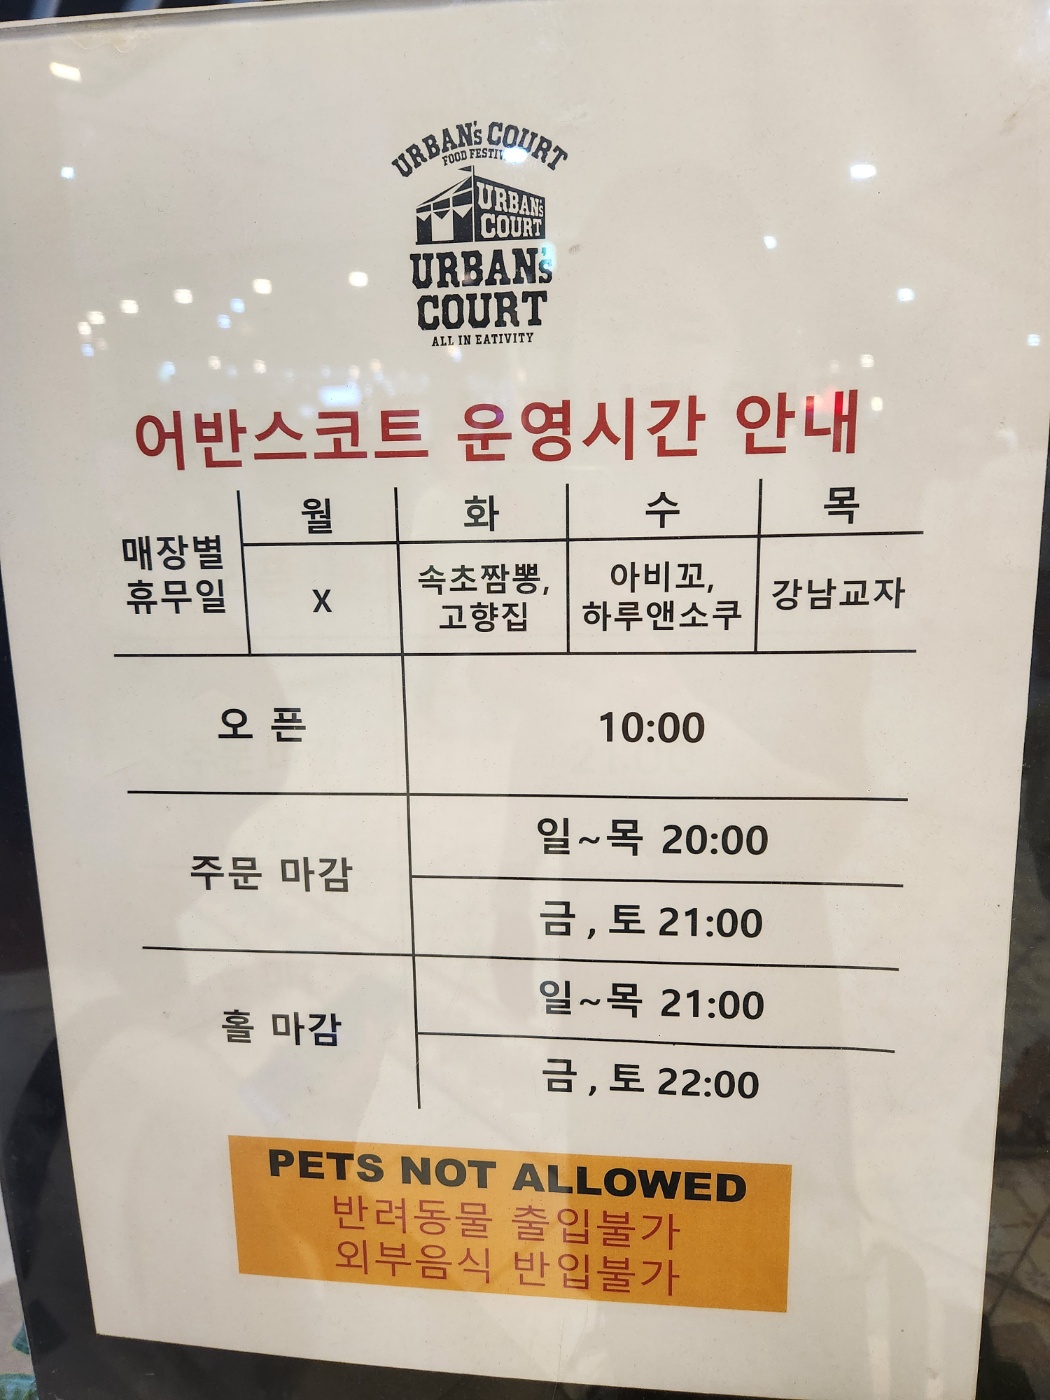 URBAN's COURT
FOOD FESTI
URBAN's
COURT
URBAN's
COURT
ALL IN EATIVITY
어반스코트 운영시간 안내
매장별 휴무일 월 화 수 목
X 속초짬뽕, 고향집 아비꼬, 하루앤소쿠 강남교자
오 픈 10:00
주문 마감 일~목 20:00
금 , 토 21:00
홀 마감 일~목 21:00
금 , 토 22:00
PETS NOT ALLOWED
반려동물 출입불가
외부음식 반입불가